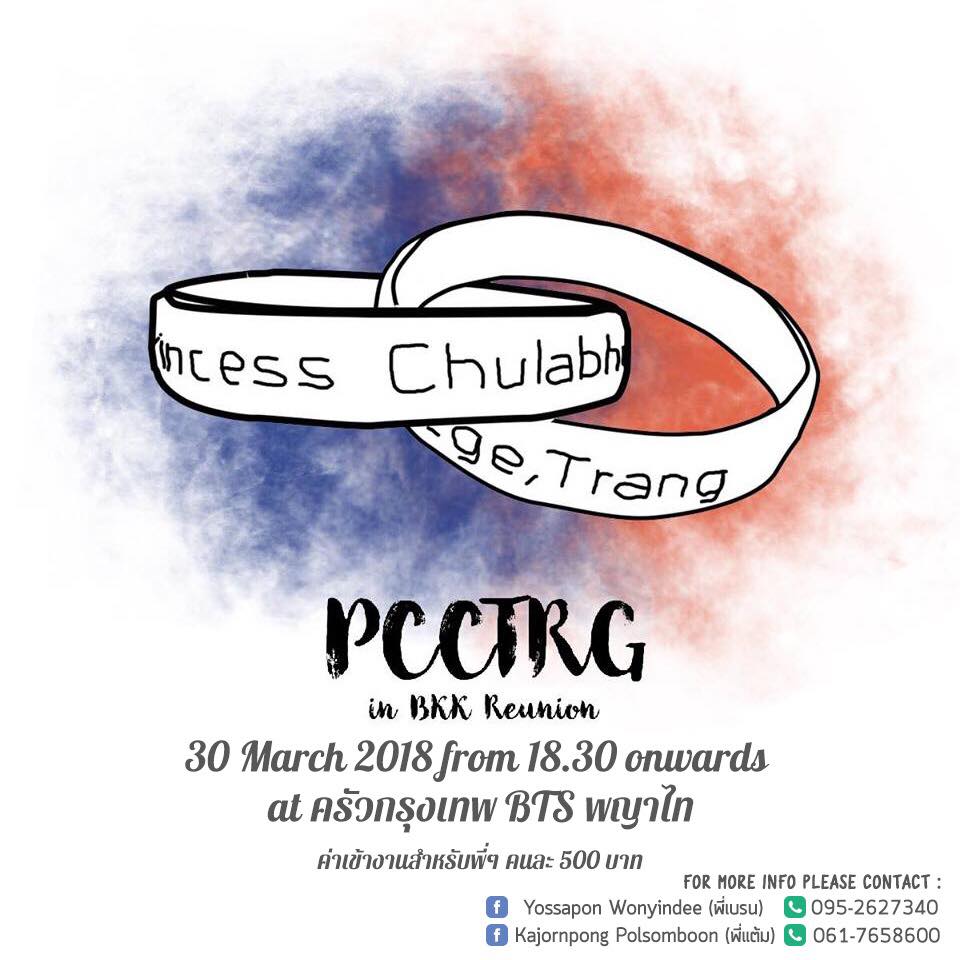 incess Chulabh
ege, Trang
PCCTRG
in BKK Reunion
30 March 2018 from 18.30 onwards
at ครัวกรุงเทพ BTS พญาไท
ค่าเข้างานสำหรับพี่ๆ คนละ 500 บาท
FOR MORE INFO PLEASE CONTACT :
Yossapon Wonyindee (พี่เบรน) 095-2627340
Kajornpong Polsomboon (พี่แต้ม) 061-7658600